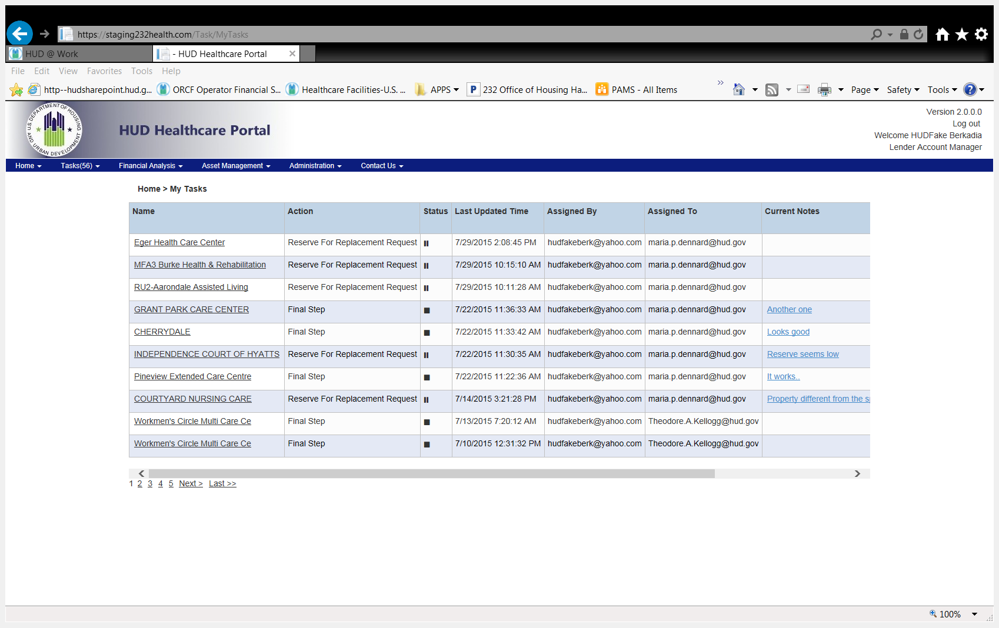 https://staging232health.com/Task/MyTasks
HUD @ Work
- HUD Healthcare Portal
File Edit View Favorites Tools Help
http--hudsharepoint.hud.g... ORCF Operator Financial S... Healthcare Facilities-U.S. ... APPS P 232 Office of Housing Ha... PAMS - All Items » Page Safety Tools ?
U.S. DEPARTMENT OF HOUSING AND URBAN DEVELOPMENT
HUD Healthcare Portal
Version 2.0.0.0
Log out
Welcome HUDFake Berkadia
Lender Account Manager
Home Tasks(56) Financial Analysis Asset Management Administration Contact Us
Home > My Tasks
Name Action Status Last Updated Time Assigned By Assigned To Current Notes
Eger Health Care Center Reserve For Replacement Request 7/29/2015 2:08:45 PM hudfakeberk@yahoo.com maria.p.dennard@hud.gov
MFA3 Burke Health & Rehabilitation Reserve For Replacement Request 7/29/2015 10:15:10 AM hudfakeberk@yahoo.com maria.p.dennard@hud.gov
RU2-Aarondale Assisted Living Reserve For Replacement Request 7/29/2015 10:11:28 AM hudfakeberk@yahoo.com maria.p.dennard@hud.gov
GRANT PARK CARE CENTER Final Step 7/22/2015 11:36:33 AM hudfakeberk@yahoo.com maria.p.dennard@hud.gov Another one
CHERRYDALE Final Step 7/22/2015 11:33:42 AM hudfakeberk@yahoo.com maria.p.dennard@hud.gov Looks good
INDEPENDENCE COURT OF HYATTS Reserve For Replacement Request 7/22/2015 11:30:35 AM hudfakeberk@yahoo.com maria.p.dennard@hud.gov Reserve seems low
Pineview Extended Care Centre Final Step 7/22/2015 11:22:36 AM hudfakeberk@yahoo.com maria.p.dennard@hud.gov It works..
COURTYARD NURSING CARE Reserve For Replacement Request 7/14/2015 3:21:28 PM hudfakeberk@yahoo.com maria.p.dennard@hud.gov Property different from the s
Workmen's Circle Multi Care Ce Final Step 7/13/2015 7:20:12 AM hudfakeberk@yahoo.com Theodore.A.Kellogg@hud.gov
Workmen's Circle Multi Care Ce Final Step 7/10/2015 12:31:32 PM hudfakeberk@yahoo.com Theodore.A.Kellogg@hud.gov
1 2 3 4 5 Next > Last >>
100%